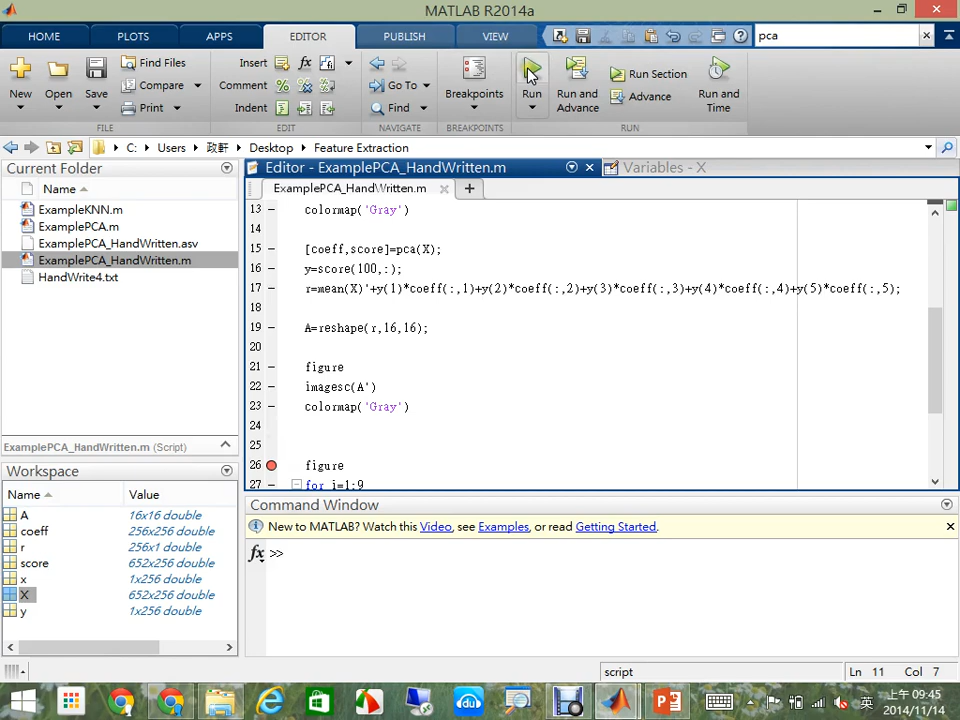 MATLAB R2014a
HOME PLOTS APPS EDITOR PUBLISH VIEW pca
New Open Save Find Files Compare Print Insert Comment Indent Go To Find Breakpoints Run Run and Advance Run Section Advance Run and Time
FILE EDIT NAVIGATE BREAKPOINTS RUN
C: Users 政軒 Desktop Feature Extraction
Current Folder
Name
ExampleKNN.m
ExamplePCA.m
ExamplePCA_HandWritten.asv
ExamplePCA_HandWritten.m
HandWrite4.txt
ExamplePCA_HandWritten.m (Script)
Workspace
Name Value
A 16x16 double
coeff 256x256 double
r 256x1 double
score 652x256 double
x 1x256 double
X 652x256 double
y 1x256 double
Editor - ExamplePCA_HandWritten.m Variables - X
ExamplePCA_HandWritten.m
13 – colormap('Gray')
14
15 – [coeff,score]=pca(X);
16 – y=score(100,:);
17 – r=mean(X)'+y(1)*coeff(:,1)+y(2)*coeff(:,2)+y(3)*coeff(:,3)+y(4)*coeff(:,4)+y(5)*coeff(:,5);
18
19 – A=reshape(r,16,16);
20
21 – figure
22 – imagesc(A')
23 – colormap('Gray')
24
25
26 – figure
27 – for i=1:9
Command Window
New to MATLAB? Watch this Video, see Examples, or read Getting Started.
fx >>
script Ln 11 Col 7
英 上午 09:45
2014/11/14